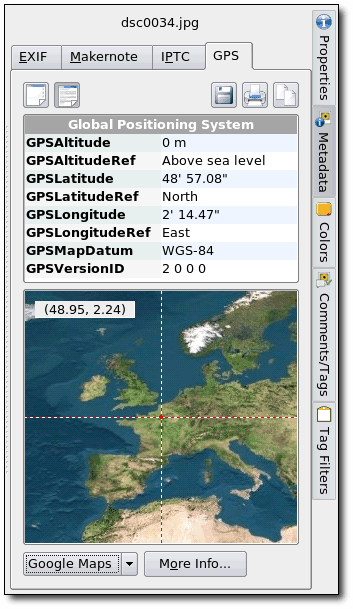 dsc0034.jpg
EXIF Makernote IPTC GPS
Global Positioning System
GPSAltitude 0 m
GPSAltitudeRef Above sea level
GPSLatitude 48' 57.08"
GPSLatitudeRef North
GPSLongitude 2' 14.47"
GPSLongitudeRef East
GPSMapDatum WGS-84
GPSVersionID 2 0 0 0
(48.95, 2.24)
Google Maps More Info...
Properties
Metadata
Colors
Comments/Tags
Tag Filters